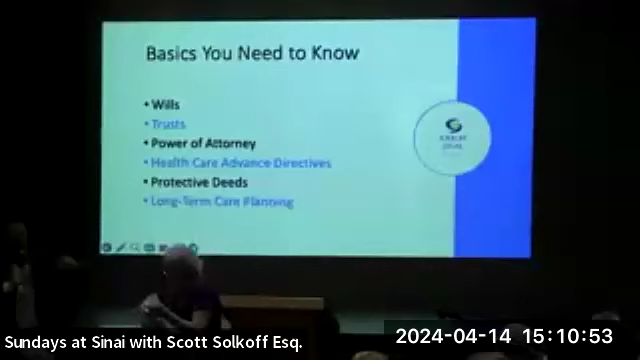 Basics You Need to Know
• Wills
• Trusts
• Power of Attorney
• Health Care Advance Directives
• Protective Deeds
• Long-Term Care Planning
Sundays at Sinai with Scott Solkoff Esq.
2024-04-14 15:10:53